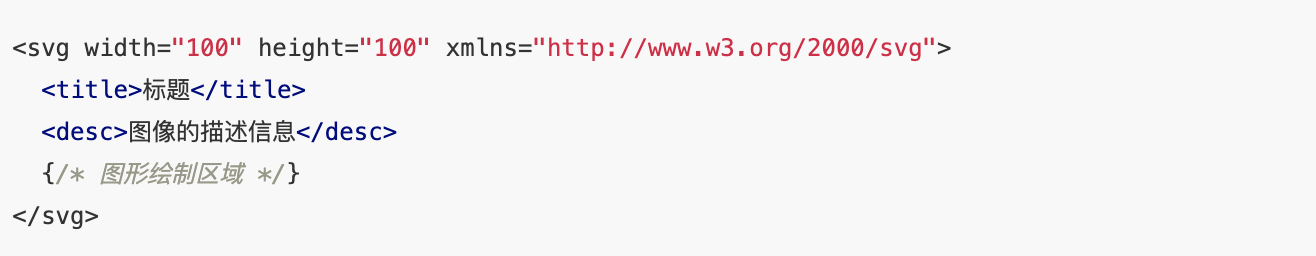 <svg width="100" height="100" xmlns="http://www.w3.org/2000/svg">
  <title>标题</title>
  <desc>图像的描述信息</desc>
  {/* 图形绘制区域 */}
</svg>